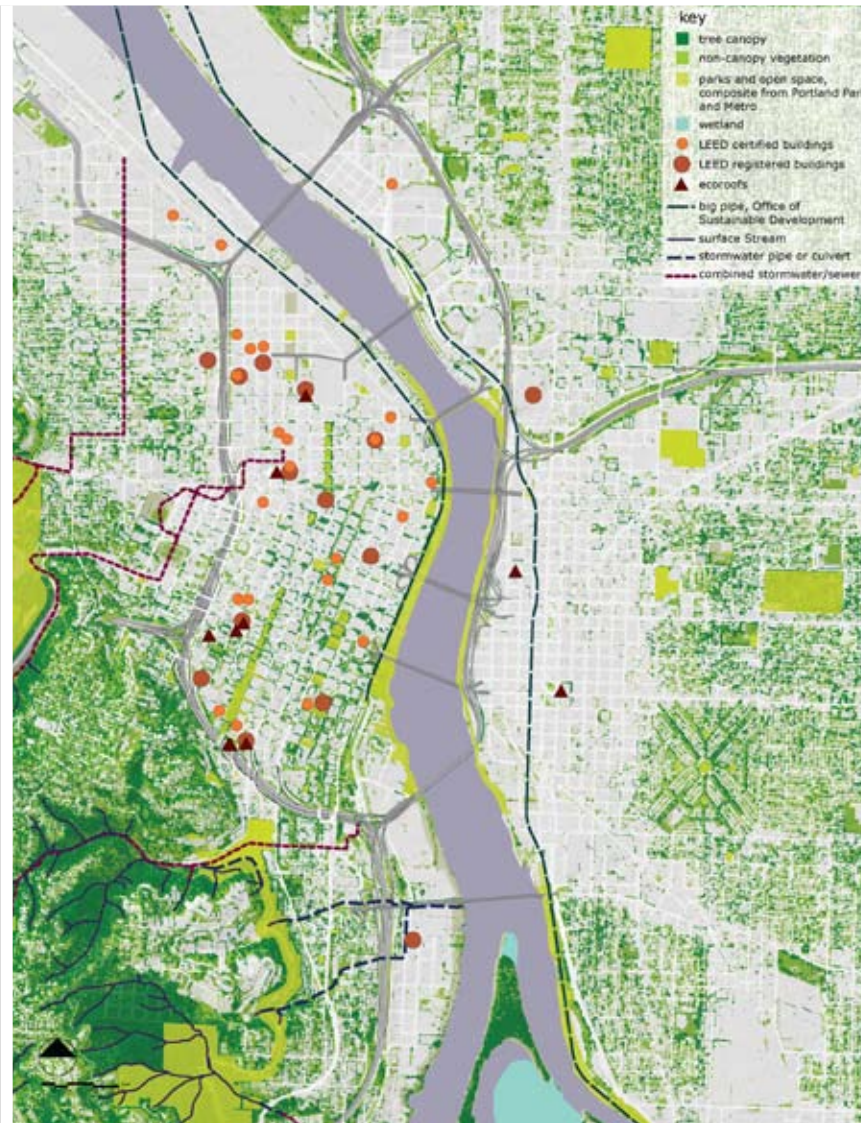 key
tree canopy
non-canopy vegetation
parks and open space,
composite from Portland Par
and Metro
wetland
LEED certified buildings
LEED registered buildings
ecoroofs
big pipe, Office of
Sustainable Development
surface Stream
stormwater pipe or culvert
combined stormwater/sewer